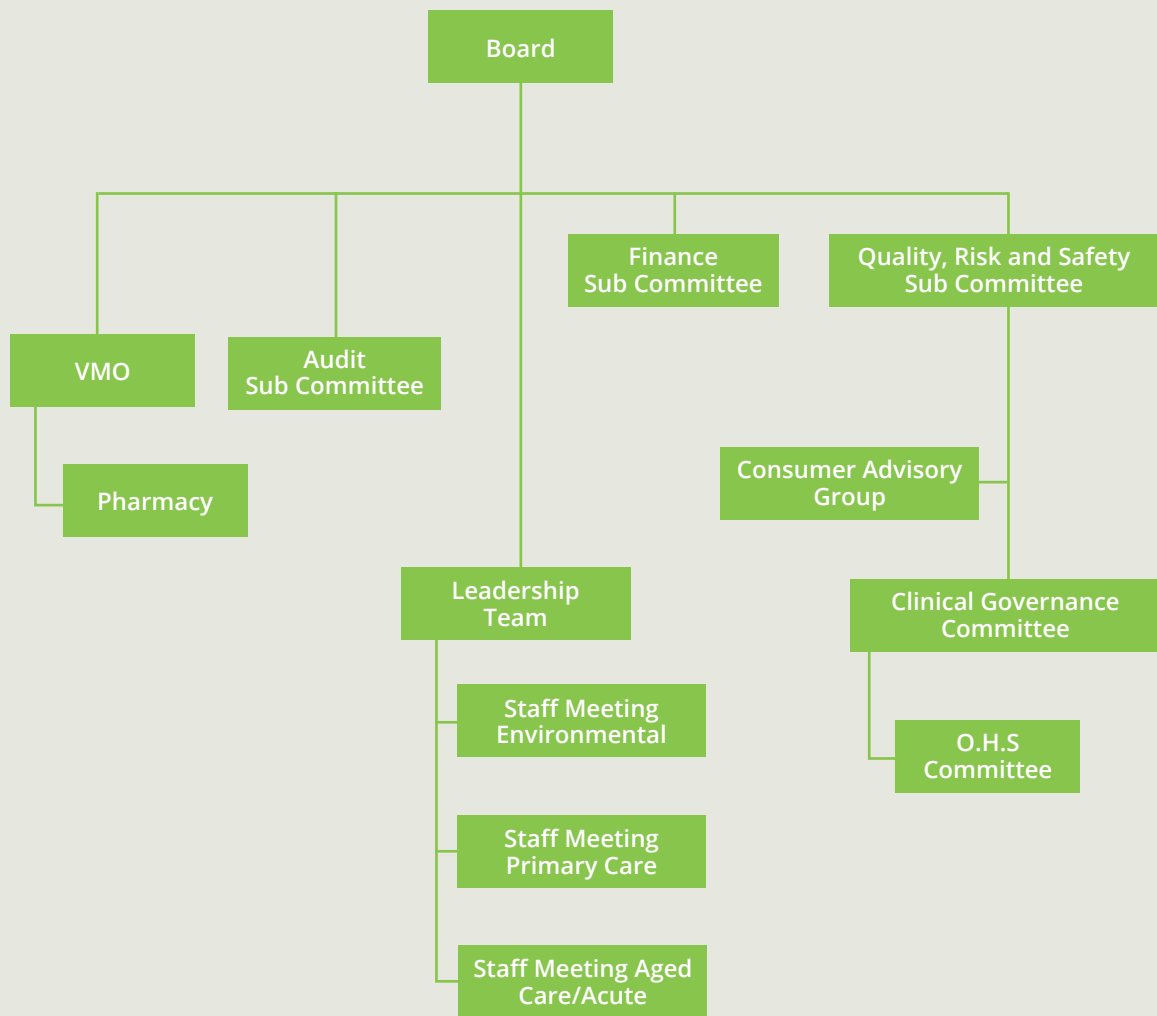 Board
Finance
Sub Committee
Quality, Risk and Safety
Sub Committee
VMO
Audit
Sub Committee
Pharmacy
Consumer Advisory
Group
Leadership
Team
Clinical Governance
Committee
Staff Meeting
Environmental
O.H.S
Committee
Staff Meeting
Primary Care
Staff Meeting Aged
Care/Acute